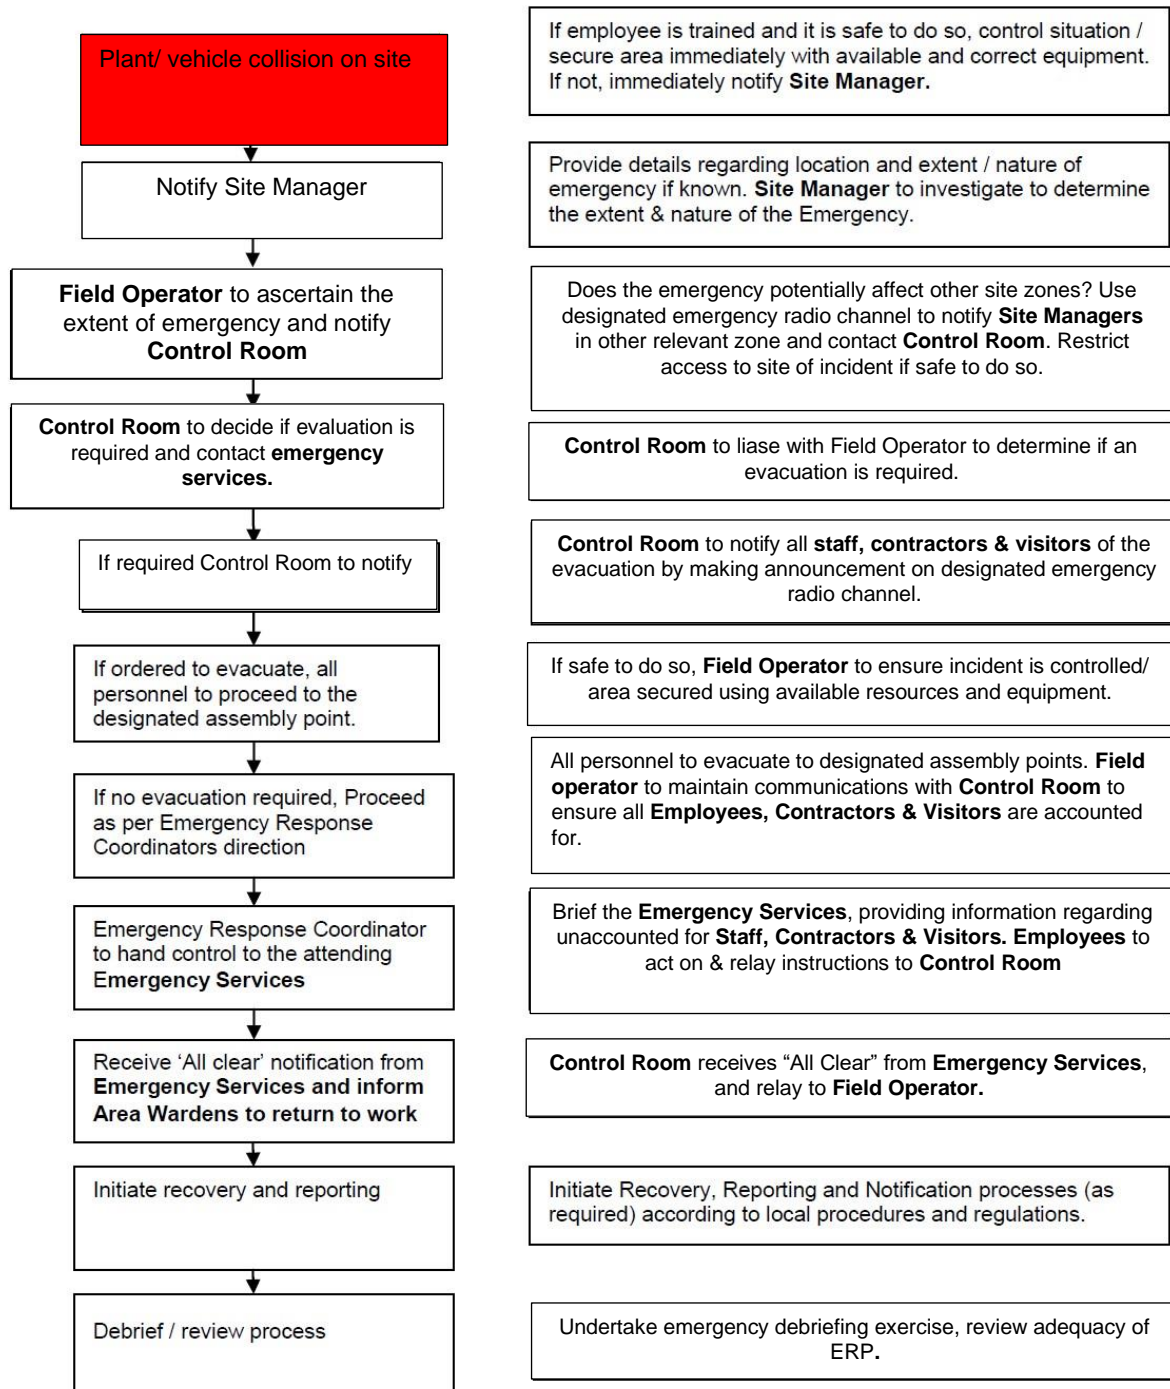 Plant/ vehicle collision on site
If employee is trained and it is safe to do so, control situation /
secure area immediately with available and correct equipment.
If not, immediately notify Site Manager.
Notify Site Manager
Provide details regarding location and extent / nature of
emergency if known. Site Manager to investigate to determine
the extent & nature of the Emergency.
Field Operator to ascertain the
extent of emergency and notify
Control Room
Does the emergency potentially affect other site zones? Use
designated emergency radio channel to notify Site Managers
in other relevant zone and contact Control Room. Restrict
access to site of incident if safe to do so.
Control Room to decide if evaluation is
required and contact emergency
services.
Control Room to liase with Field Operator to determine if an
evacuation is required.
If required Control Room to notify
Control Room to notify all staff, contractors & visitors of the
evacuation by making announcement on designated emergency
radio channel.
If ordered to evacuate, all
personnel to proceed to the
designated assembly point.
If safe to do so, Field Operator to ensure incident is controlled/
area secured using available resources and equipment.
If no evacuation required, Proceed
as per Emergency Response
Coordinators direction
All personnel to evacuate to designated assembly points. Field
operator to maintain communications with Control Room to
ensure all Employees, Contractors & Visitors are accounted
for.
Emergency Response Coordinator
to hand control to the attending
Emergency Services
Brief the Emergency Services, providing information regarding
unaccounted for Staff, Contractors & Visitors. Employees to
act on & relay instructions to Control Room
Receive ‘All clear’ notification from
Emergency Services and inform
Area Wardens to return to work
Control Room receives “All Clear” from Emergency Services,
and relay to Field Operator.
Initiate recovery and reporting
Initiate Recovery, Reporting and Notification processes (as
required) according to local procedures and regulations.
Debrief / review process
Undertake emergency debriefing exercise, review adequacy of
ERP.